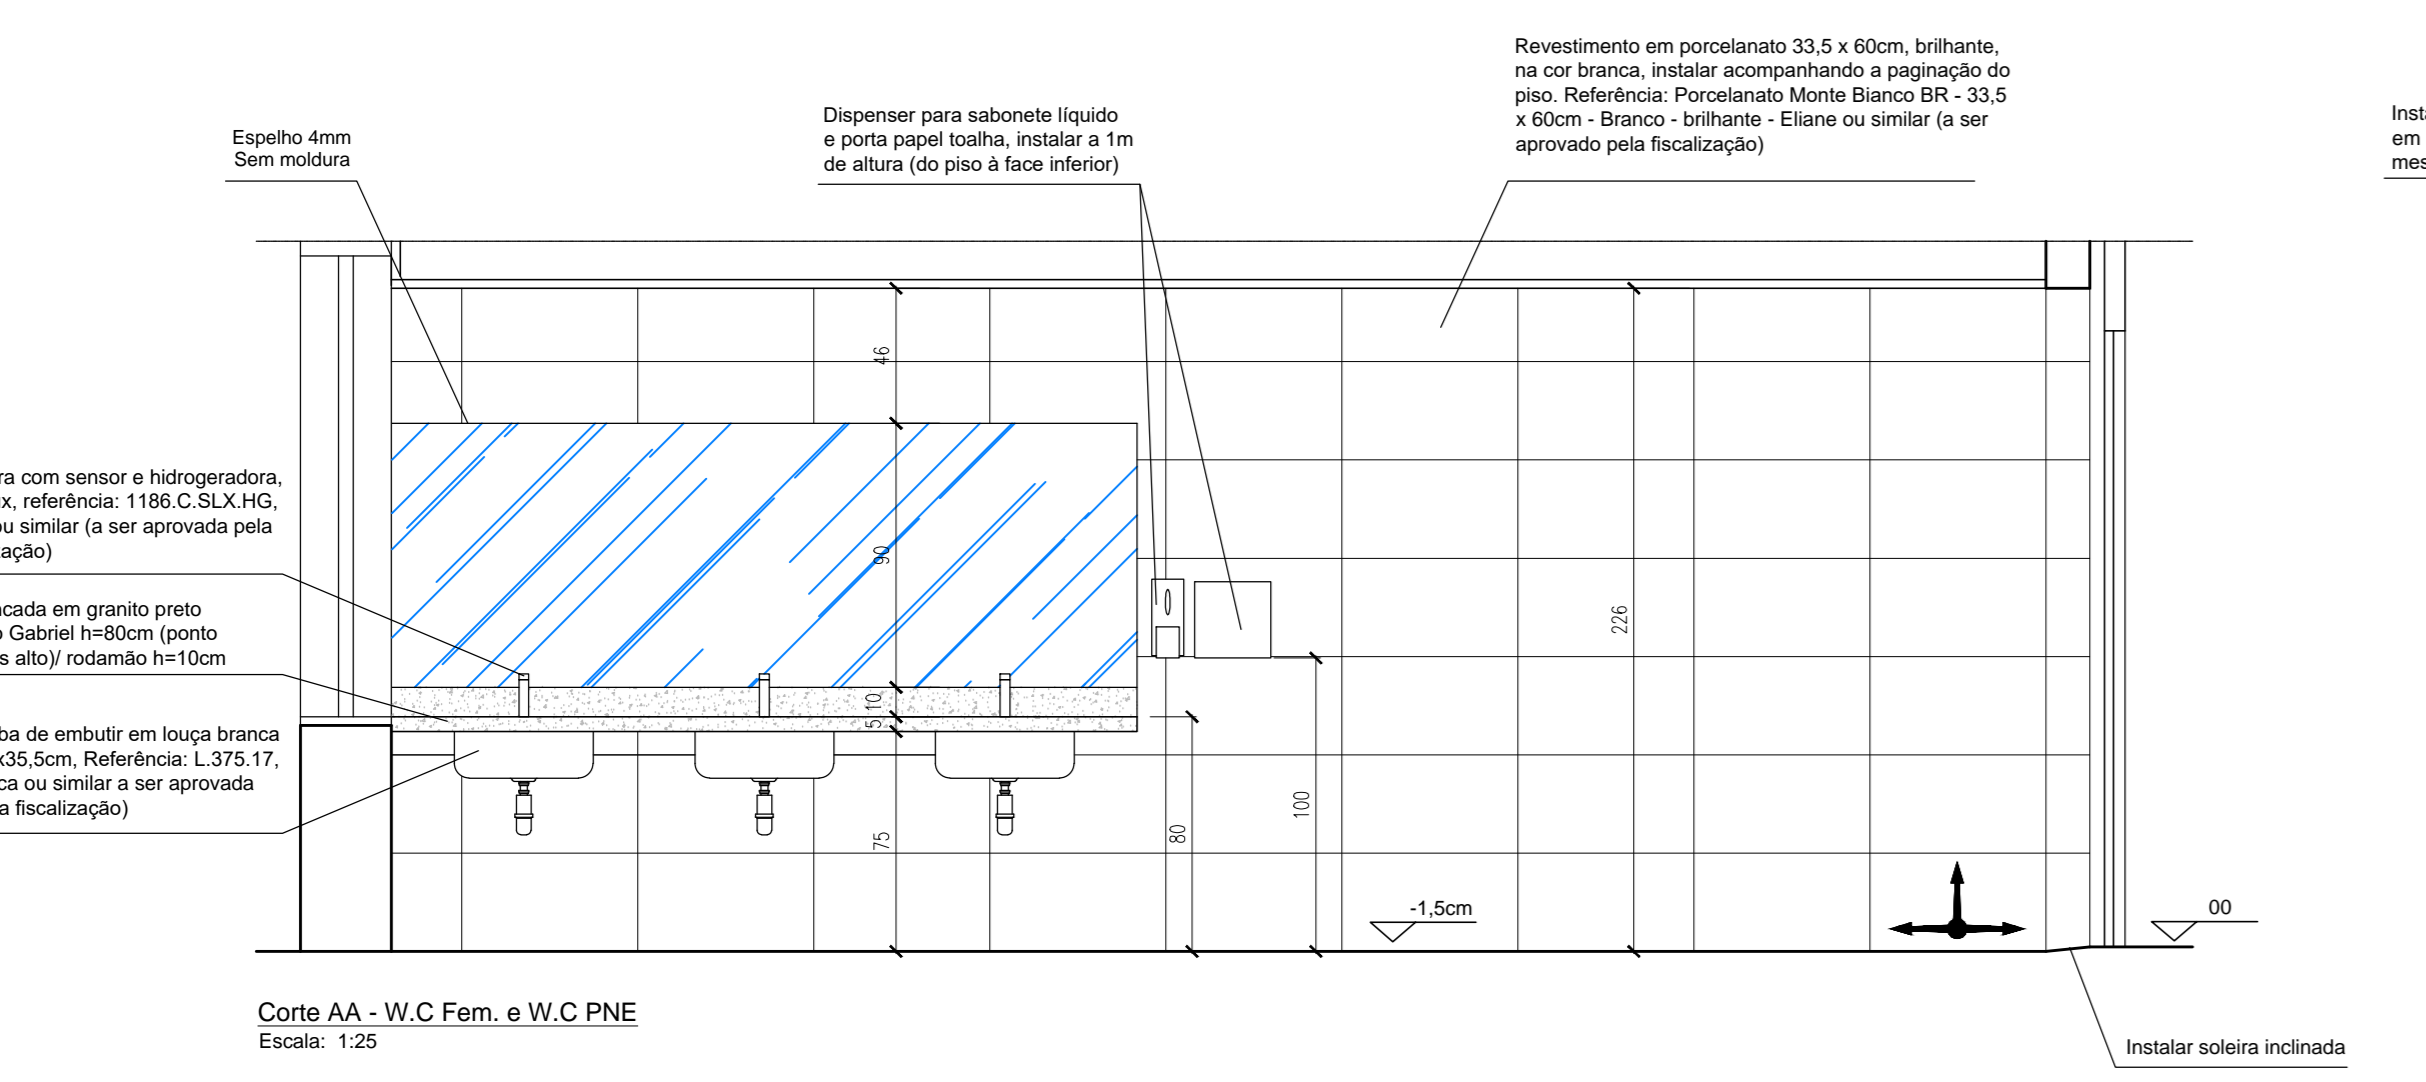 Revestimento em porcelanato 33,5 x 60cm, brilhante,
na cor branca, instalar acompanhando a paginação do
piso. Referência: Porcelanato Monte Bianco BR - 33,5
x 60cm - Branco - brilhante - Eliane ou similar (a ser
aprovado pela fiscalização)
Dispenser para sabonete líquido
e porta papel toalha, instalar a 1m
de altura (do piso à face inferior)
Espelho 4mm
Sem moldura
em
46
com sensor e hidrogeradora,
referência: 1186.C.SLX.HG,
ou similar (a ser aprovada pela
90
em granito preto
Gabriel h=80cm (ponto
alto)/ rodamão h=10cm
226
10
5
de embutir em louça branca
x35,5cm, Referência: L.375.17,
ou similar a ser aprovada
fiscalização)
75
80
100
-1,5cm
00
Corte AA - W.C Fem. e W.C PNE
Escala: 1:25
Instalar soleira inclinada